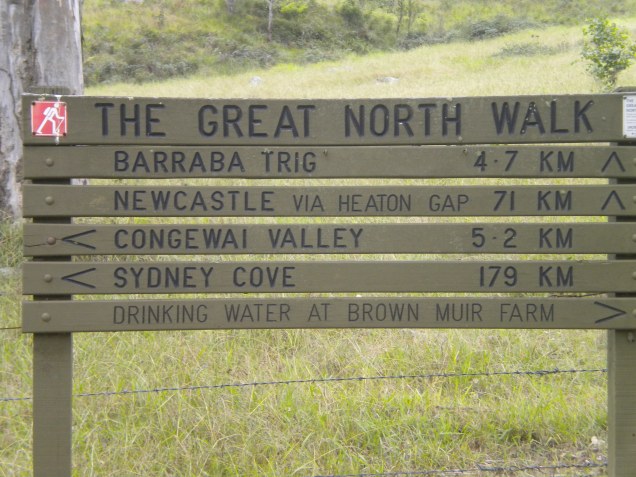 THE GREAT NORTH WALK
BARRABA TRIG 4·7 KM ^
NEWCASTLE VIA HEATON GAP 71 KM ^
< CONGEWAI VALLEY 5·2 KM
< SYDNEY COVE 179 KM
DRINKING WATER AT BROWN MUIR FARM >